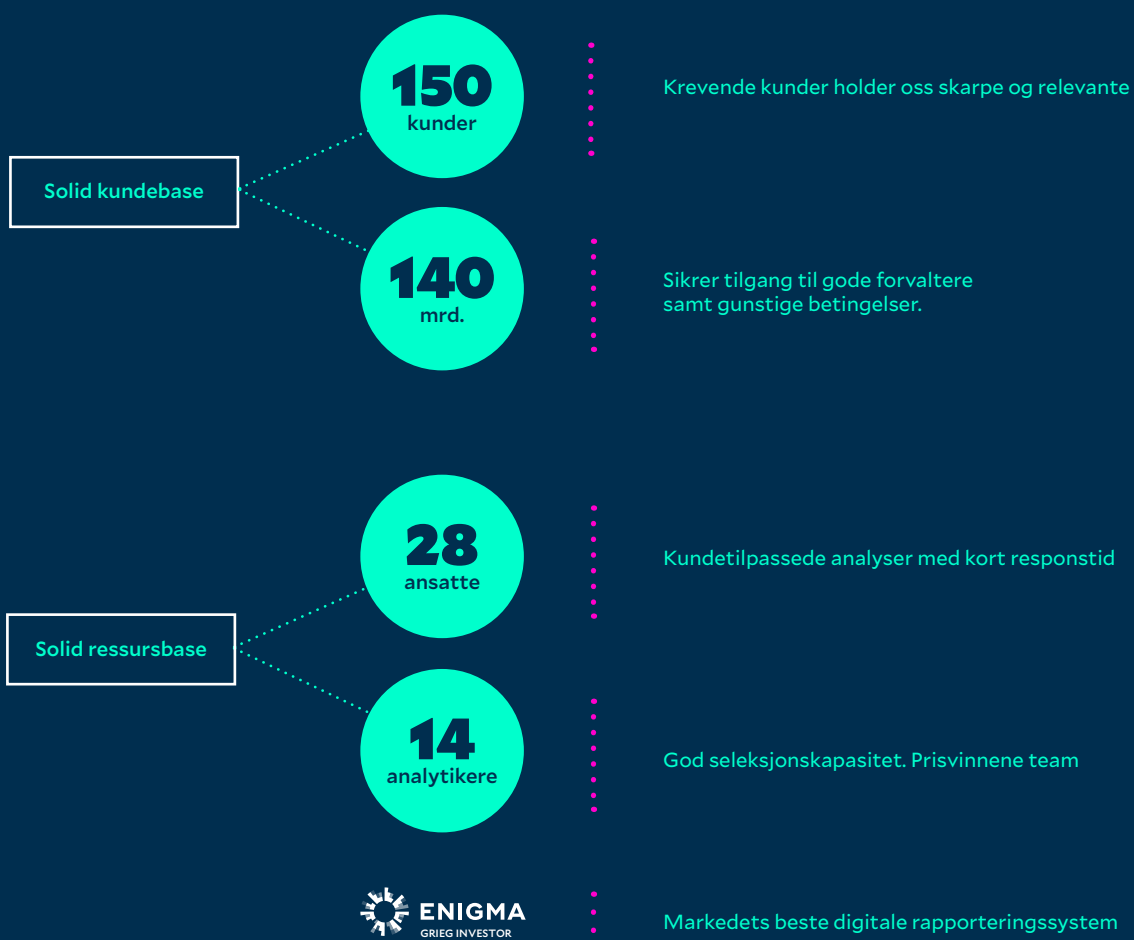 150
kunder
Krevende kunder holder oss skarpe og relevante
Solid kundebase
140
mrd.
Sikrer tilgang til gode forvaltere
samt gunstige betingelser.
28
ansatte
Kundetilpassede analyser med kort responstid
Solid ressursbase
14
analytikere
God seleksjonskapasitet. Prisvinnene team
ENIGMA
GRIEG INVESTOR
Markedets beste digitale rapporteringssystem